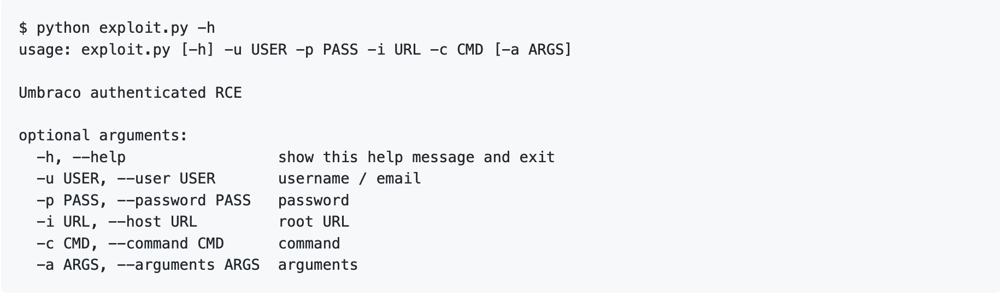 $ python exploit.py -h
usage: exploit.py [-h] -u USER -p PASS -i URL -c CMD [-a ARGS]
Umbraco authenticated RCE
optional arguments:
-h, --help show this help message and exit
-u USER, --user USER username / email
-p PASS, --password PASS password
-i URL, --host URL root URL
-c CMD, --command CMD command
-a ARGS, --arguments ARGS arguments